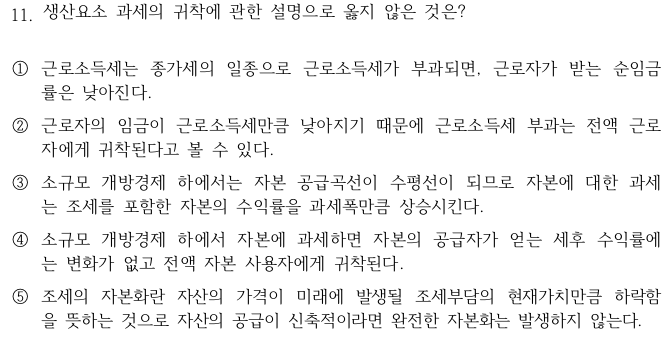 11. 생산요소 과세의 귀착에 관한 설명으로 옳지 않은 것은?
① 근로소득세는 종가세의 일종으로 근로소득세가 부과되면, 근로자가 받는 순임금
률은 낮아진다.
② 근로자의 임금이 근로소득세만큼 낮아지기 때문에 근로소득세 부과는 전액 근로
자에게 귀착된다고 볼 수 있다.
③ 소규모 개방경제 하에서는 자본 공급곡선이 수평선이 되므로 자본에 대한 과세
는 조세를 포함한 자본의 수익률을 과세폭만큼 상승시킨다.
④ 소규모 개방경제 하에서 자본에 과세하면 자본의 공급자가 얻는 세후 수익률에
는 변화가 없고 전액 자본 사용자에게 귀착된다.
⑤ 조세의 자본화란 자산의 가격이 미래에 발생될 조세부담의 현재가치만큼 하락함
을 뜻하는 것으로 자산의 공급이 신축적이라면 완전한 자본화는 발생하지 않는다.